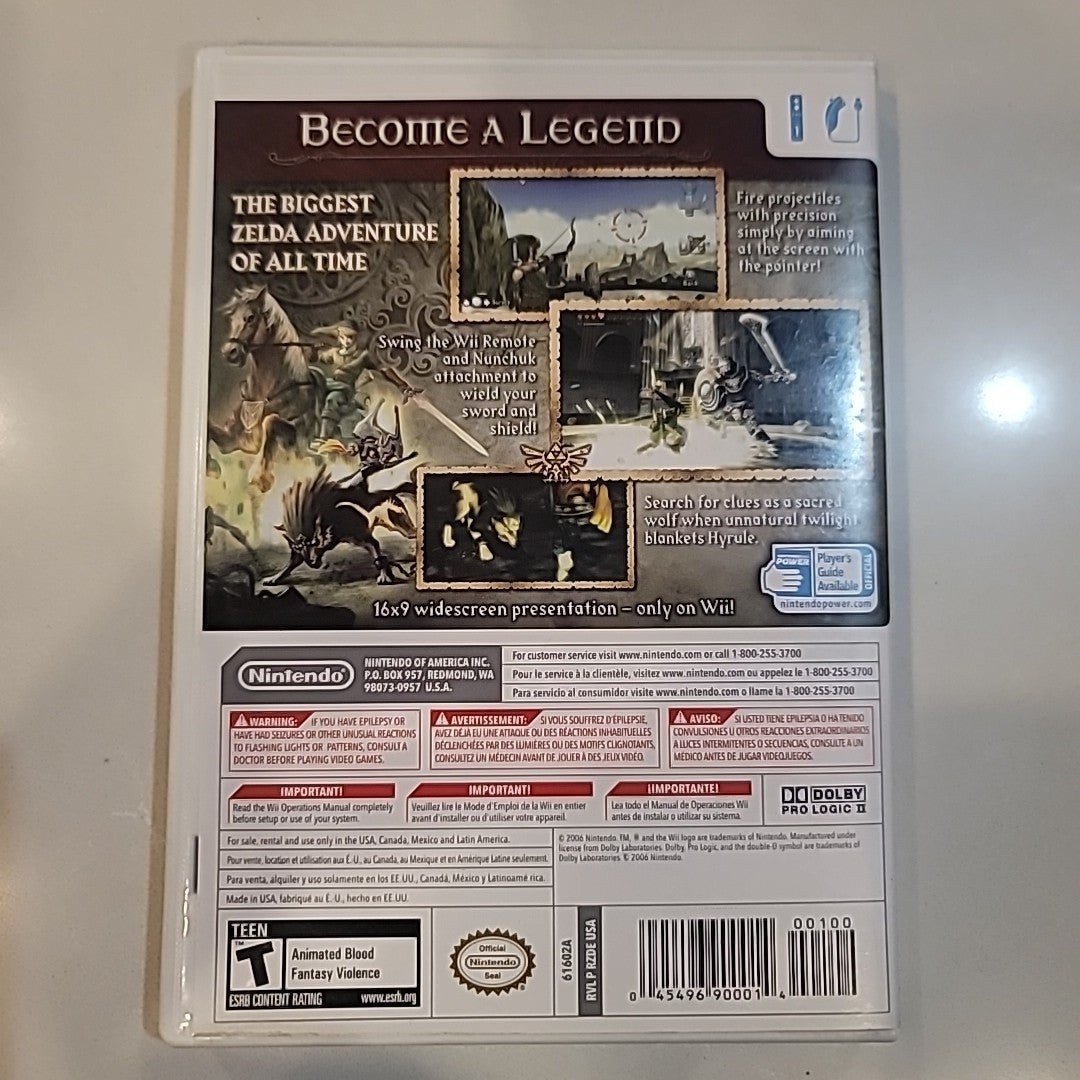 BECOME A LEGEND
1
THE BIGGEST
ZELDA ADVENTURE
OF ALL TIME
Fire projectiles
with precision
simply by aiming
at the screen with
the pointer!
Swing the Wii Remote
and Nunchuk
attachment to
wield your
sword and
shield!
Search for clues as a sacred
wolf when unnatural twilight
blankets Hyrule.
POWER
Player's
Guide
Available
OFFICIAL
nintendopower.com
16x9 widescreen presentation – only on Wii!
Nintendo®
NINTENDO OF AMERICA INC.
P.O. BOX 957, REDMOND, WA
98073-0957 U.S.A.
For customer service visit www.nintendo.com or call 1-800-255-3700
Pour le service à la clientèle, visitez www.nintendo.com ou appelez le 1-800-255-3700
Para servicio al consumidor visite www.nintendo.com o llame la 1-800-255-3700
WARNING: IF YOU HAVE EPILEPSY OR
HAVE HAD SEIZURES OR OTHER UNUSUAL REACTIONS
TO FLASHING LIGHTS OR PATTERNS, CONSULT A
DOCTOR BEFORE PLAYING VIDEO GAMES.
AVERTISSEMENT: SI VOUS SOUFFREZ D'ÉPILEPSIE,
AVEZ DÉJÀ EU UNE ATTAQUE OU DES RÉACTIONS INHABITUELLES
DÉCLENCHÉES PAR DES LUMIÈRES OU DES MOTIFS CLIGNOTANTS,
CONSULTEZ UN MÉDECIN AVANT DE JOUER À DES JEUX VIDÉO.
AVISO: SI USTED TIENE EPILEPSIA O HA TENIDO
CONVULSIONES U OTROS REACCIONES EXTRAORDINARIOS
A LUCES INTERMITENTES O SECUENCIAS, CONSULTE A UN
MÉDICO ANTES DE JUGAR VIDEOJUEGOS.
IMPORTANT!
Read the Wii Operations Manual completely
before setup or use of your system.
IMPORTANT!
Veuillez lire le Mode d'Emploi de la Wii en entier
avant d'installer ou d'utiliser votre appareil.
¡IMPORTANTE!
Lea todo el Manual de Operaciones Wii
antes de instalar o utilizar su sistema.
DOLBY
PRO LOGIC II
For sale, rental and use only in the USA, Canada, Mexico and Latin America.
Pour vente, location et utilisation aux É.-U., au Canada, au Mexique et en Amérique Latine seulement.
Para venta, alquiler y uso solamente en los EE.UU., Canadá, México y Latinoamérica.
Made in USA, fabriqué au É.-U., hecho en EE.UU.
© 2006 Nintendo. TM, ® and the Wii logo are trademarks of Nintendo. Manufactured under
license from Dolby Laboratories. Dolby, Pro Logic, and the double-D symbol are trademarks of
Dolby Laboratories. © 2006 Nintendo.
TEEN
T
Animated Blood
Fantasy Violence
ESRB CONTENT RATING www.esrb.org
Official
Nintendo
Seal
61602A
RVL P RZDE USA
00100
0 45496 90001 4